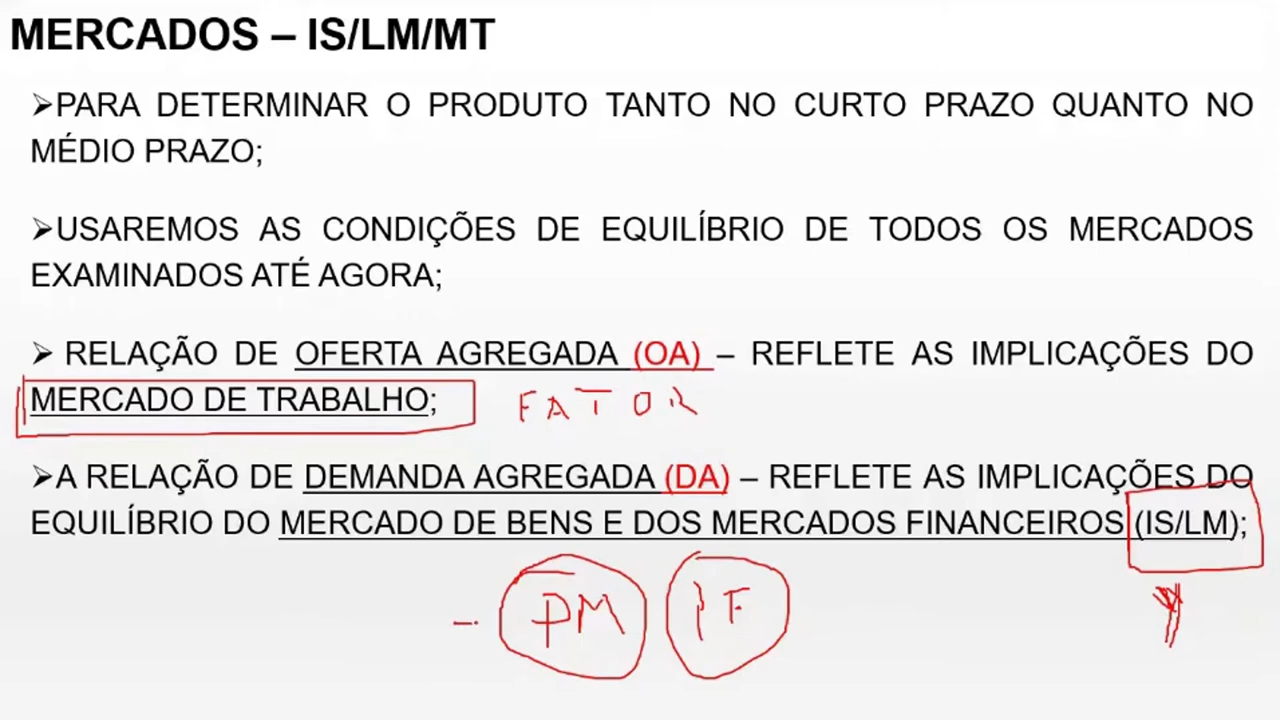 MERCADOS – IS/LM/MT
➢PARA DETERMINAR O PRODUTO TANTO NO CURTO PRAZO QUANTO NO
MÉDIO PRAZO;
➢USAREMOS AS CONDIÇÕES DE EQUILÍBRIO DE TODOS OS MERCADOS
EXAMINADOS ATÉ AGORA;
➢ RELAÇÃO DE OFERTA AGREGADA (OA) – REFLETE AS IMPLICAÇÕES DO
MERCADO DE TRABALHO; FATOR
➢A RELAÇÃO DE DEMANDA AGREGADA (DA) – REFLETE AS IMPLICAÇÕES DO
EQUILÍBRIO DO MERCADO DE BENS E DOS MERCADOS FINANCEIROS (IS/LM);
PM PF